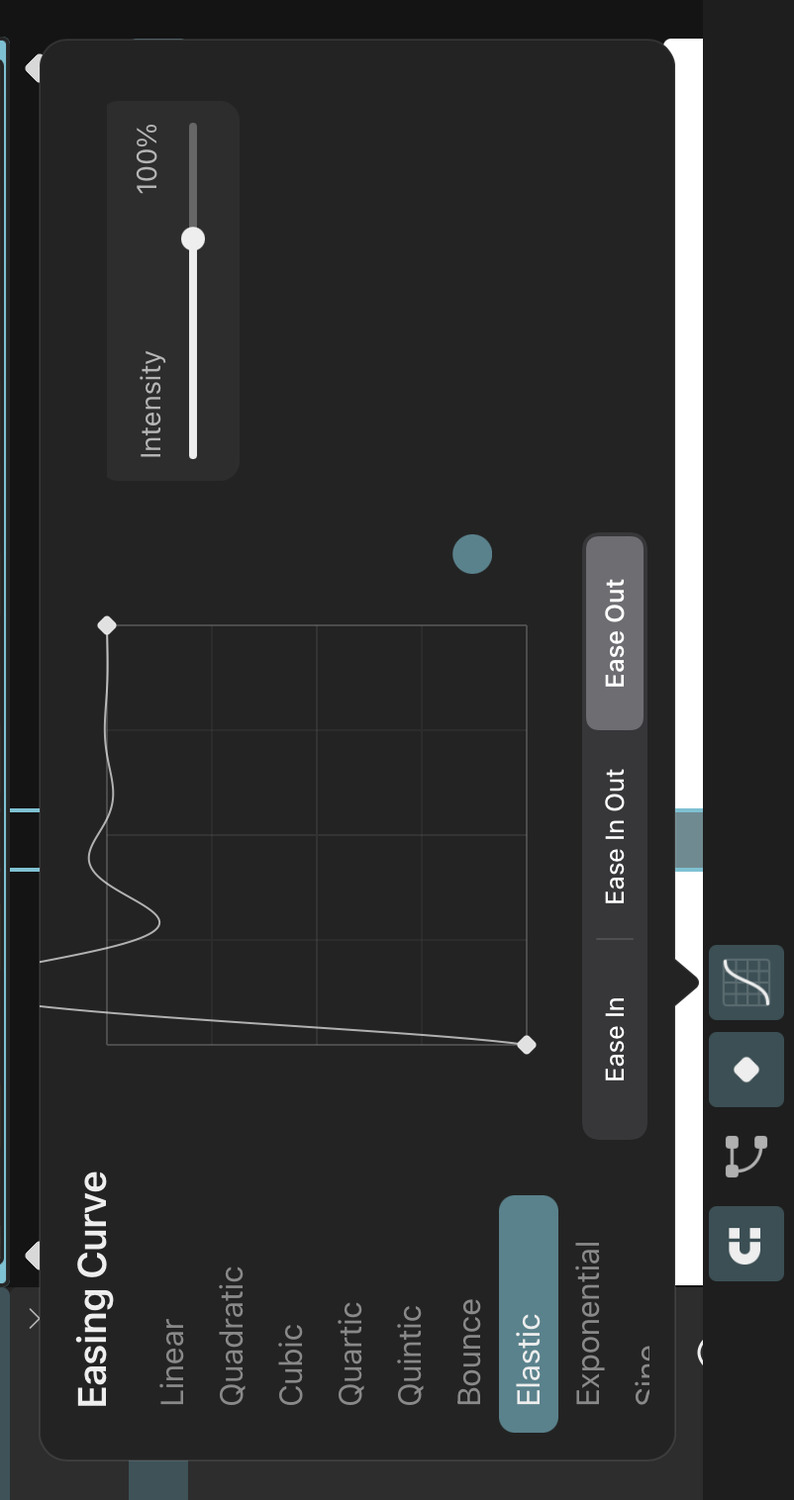 Easing Curve
Linear
Quadratic
Cubic
Quartic
Quintic
Bounce
Elastic
Exponential
Sine
Intensity 100%
Ease In Ease In Out Ease Out